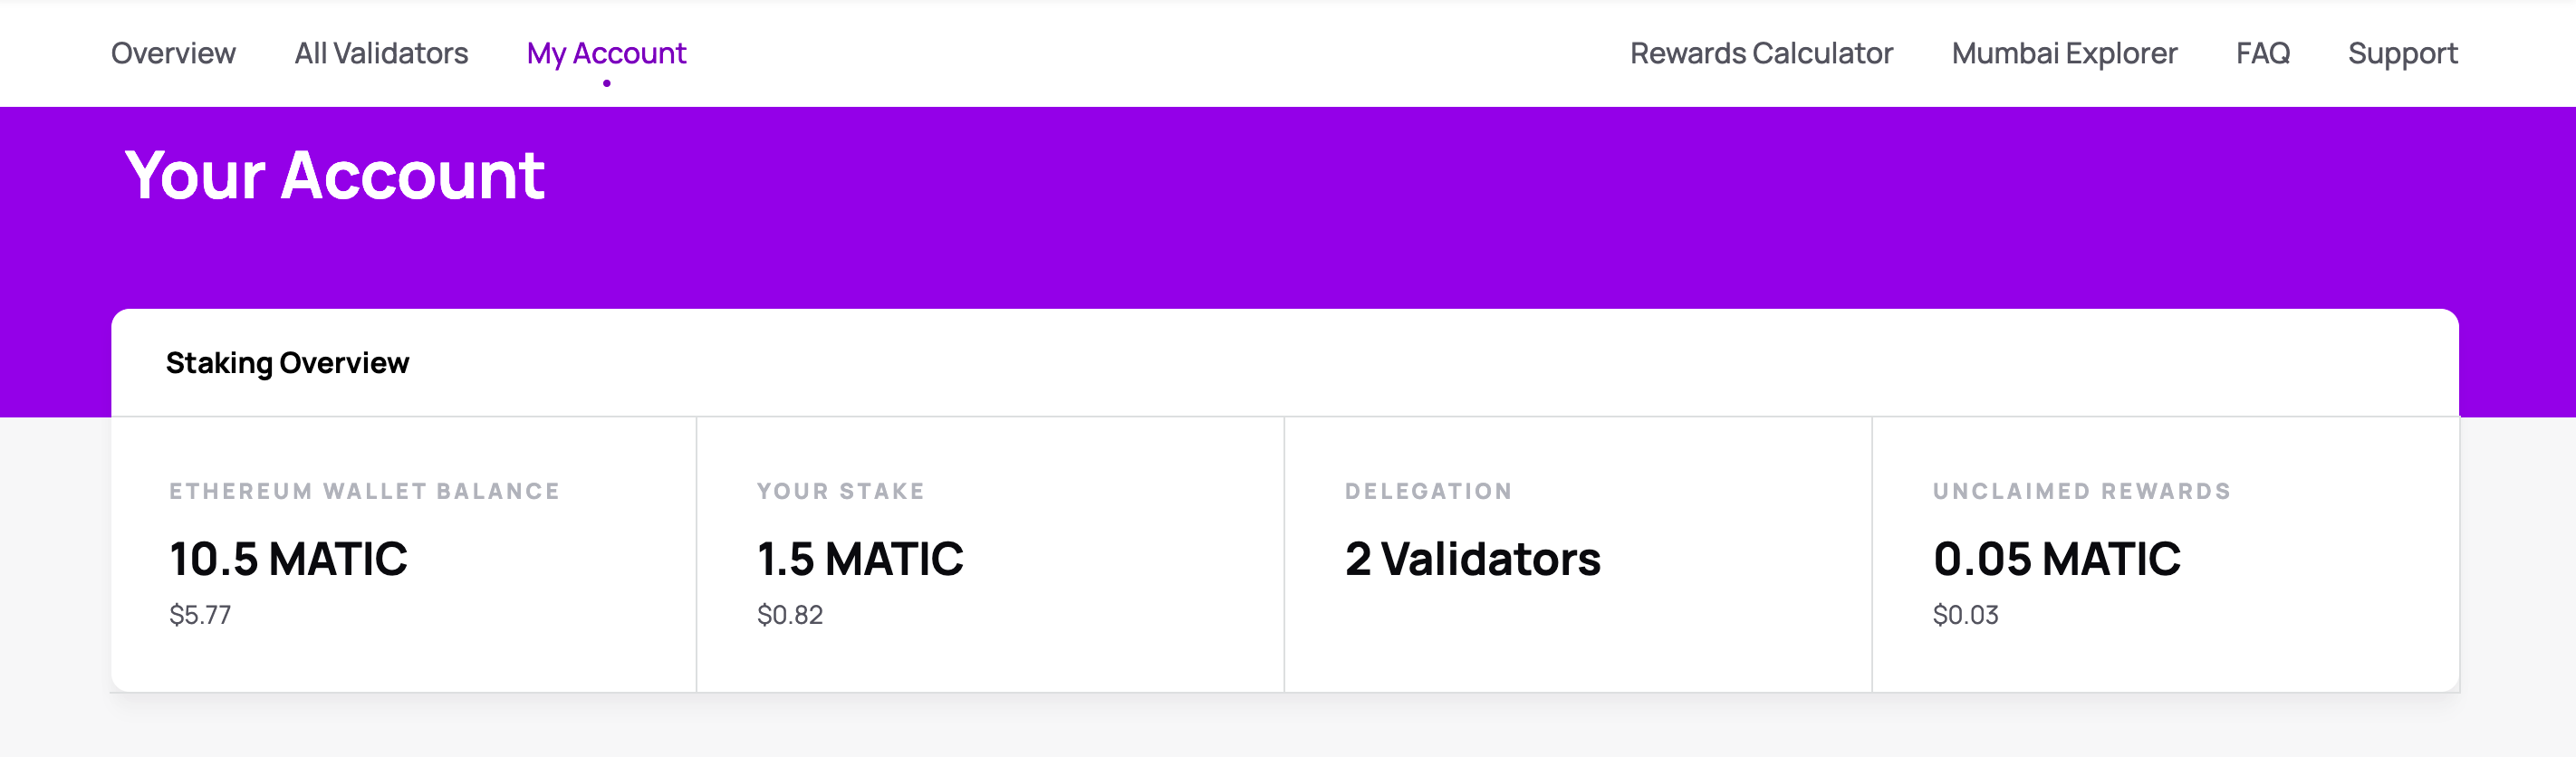 Overview All Validators My Account Rewards Calculator Mumbai Explorer FAQ Support
Your Account
Staking Overview
ETHEREUM WALLET BALANCE
10.5 MATIC
$5.77
YOUR STAKE
1.5 MATIC
$0.82
DELEGATION
2 Validators
UNCLAIMED REWARDS
0.05 MATIC
$0.03